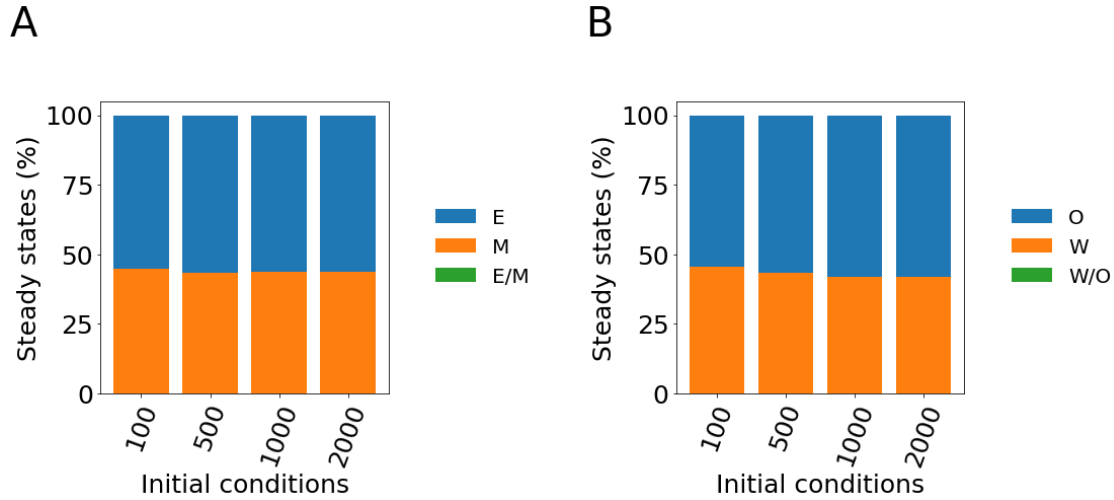 A
Steady states (%)
100
75
50
25
0
100
500
1000
2000
Initial conditions
E
M
E/M
B
Steady states (%)
100
75
50
25
0
100
500
1000
2000
Initial conditions
O
W
W/O